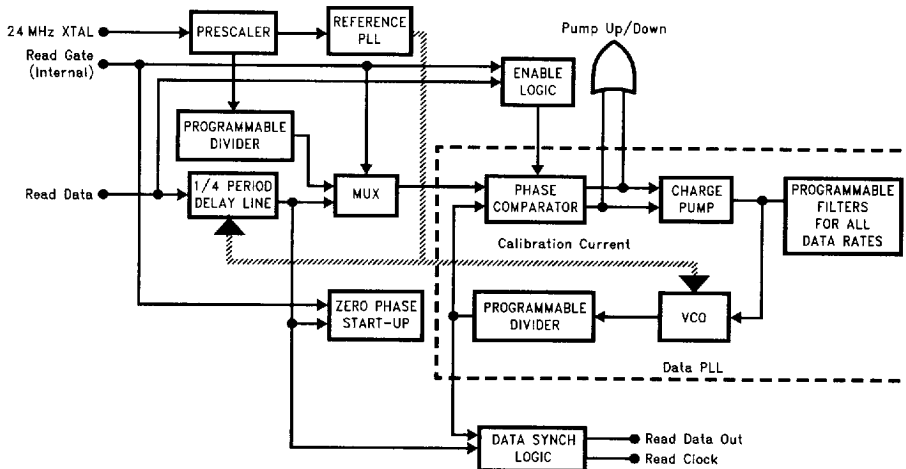 24 MHz XTAL
PRESCALER
REFERENCE
PLL
Pump Up/Down
Read Gate
(Internal)
ENABLE
LOGIC
PROGRAMMABLE
DIVIDER
Read Data
1/4 PERIOD
DELAY LINE
MUX
PHASE
COMPARATOR
CHARGE
PUMP
PROGRAMMABLE
FILTERS
FOR ALL
DATA RATES
Calibration Current
ZERO PHASE
START-UP
PROGRAMMABLE
DIVIDER
VCO
Data PLL
DATA SYNCH
LOGIC
Read Data Out
Read Clock